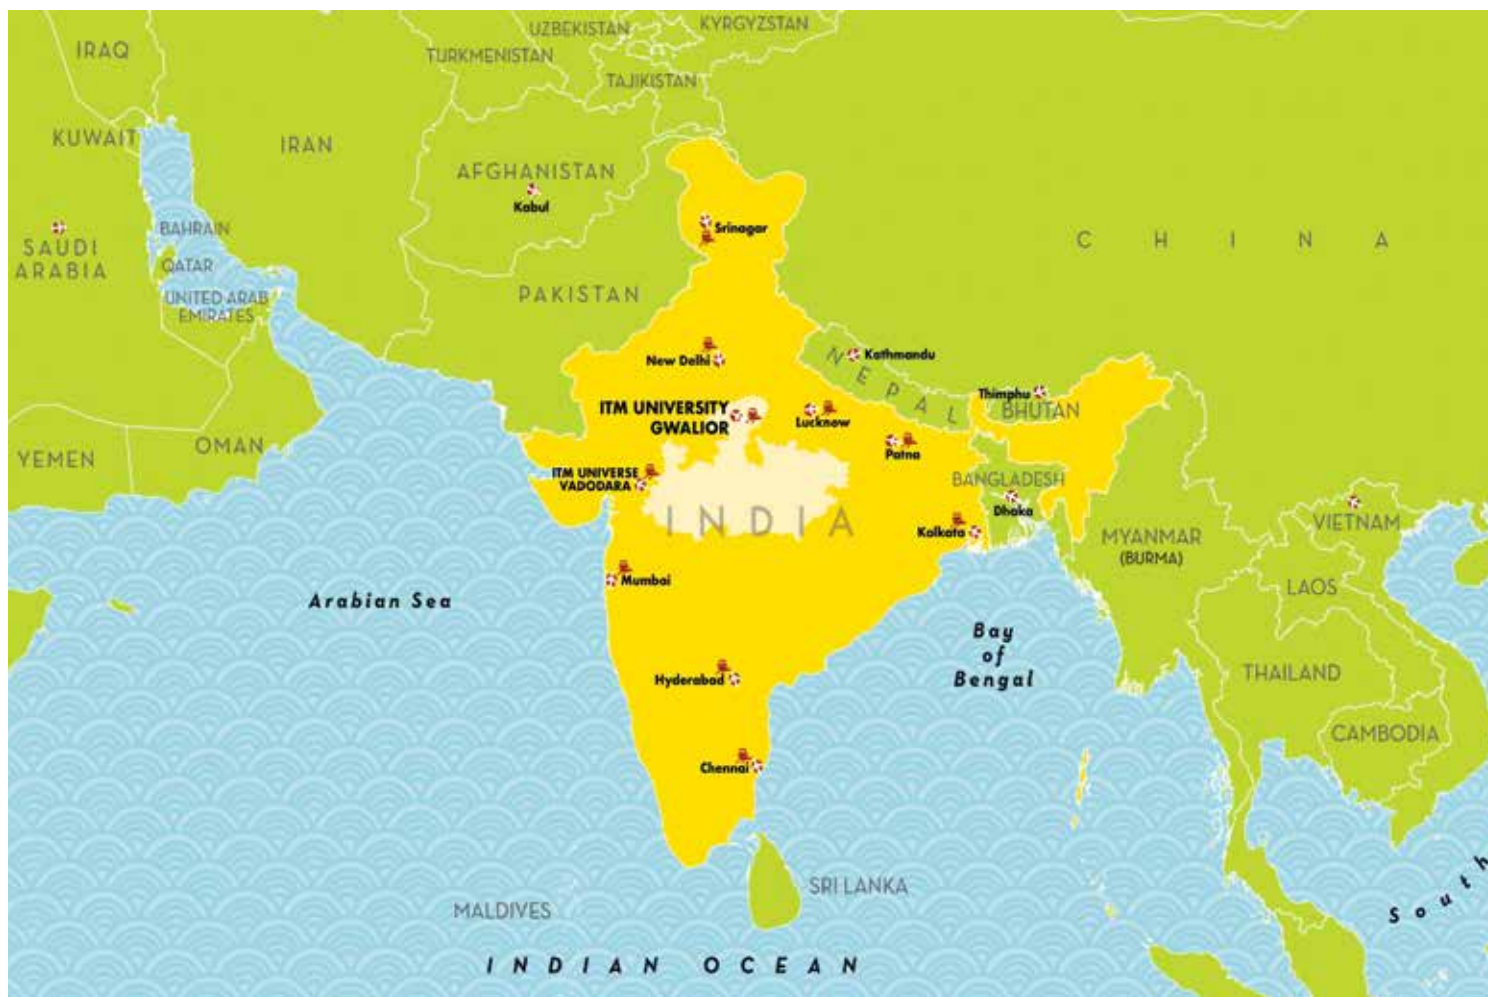 UZBEKISTAN
KYRGYZSTAN
IRAQ
TURKMENISTAN
TAJIKISTAN
KUWAIT
IRAN
AFGHANISTAN
Kabul
Srinagar
BAHRAIN
SAUDI
ARABIA
QATAR
CHINA
PAKISTAN
UNITED ARAB
EMIRATES
New Delhi
NEPAL
Kathmandu
Thimphu
BHUTAN
ITM UNIVERSITY
GWALIOR
Lucknow
OMAN
YEMEN
Patna
ITM UNIVERSE
VADODARA
BANGLADESH
Dhaka
INDIA
Kolkata
VIETNAM
MYANMAR
(BURMA)
Mumbai
LAOS
Arabian Sea
Bay
of
Bengal
Hyderabad
THAILAND
CAMBODIA
Chennai
SRI LANKA
South
MALDIVES
INDIAN OCEAN